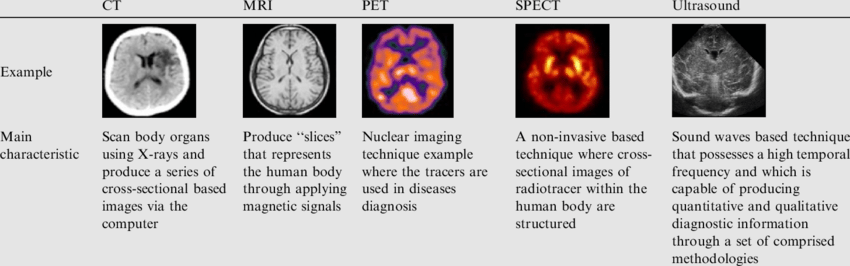 CT MRI PET SPECT Ultrasound
Example
Main
characteristic
Scan body organs
using X-rays and
produce a series of
cross-sectional based
images via the
computer
Produce “slices”
that represents
the human body
through applying
magnetic signals
Nuclear imaging
technique example
where the tracers are
used in diseases
diagnosis
A non-invasive based
technique where cross-
sectional images of
radiotracer within the
human body are
structured
Sound waves based technique
that possesses a high temporal
frequency and which is
capable of producing
quantitative and qualitative
diagnostic information
through a set of comprised
methodologies